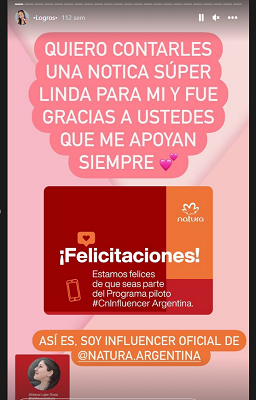 •Logros• 152 sem
QUIERO CONTARLES
UNA NOTICA SÚPER
LINDA PARA MI Y FUE
GRACIAS A USTEDES
QUE ME APOYAN
SIEMPRE 💕
natura
¡Felicitaciones!
Estamos felices
de que seas parte
del Programa piloto
#CnInfluencer Argentina.
ASÍ ES, SOY INFLUENCER OFICIAL DE
@NATURA.ARGENTINA